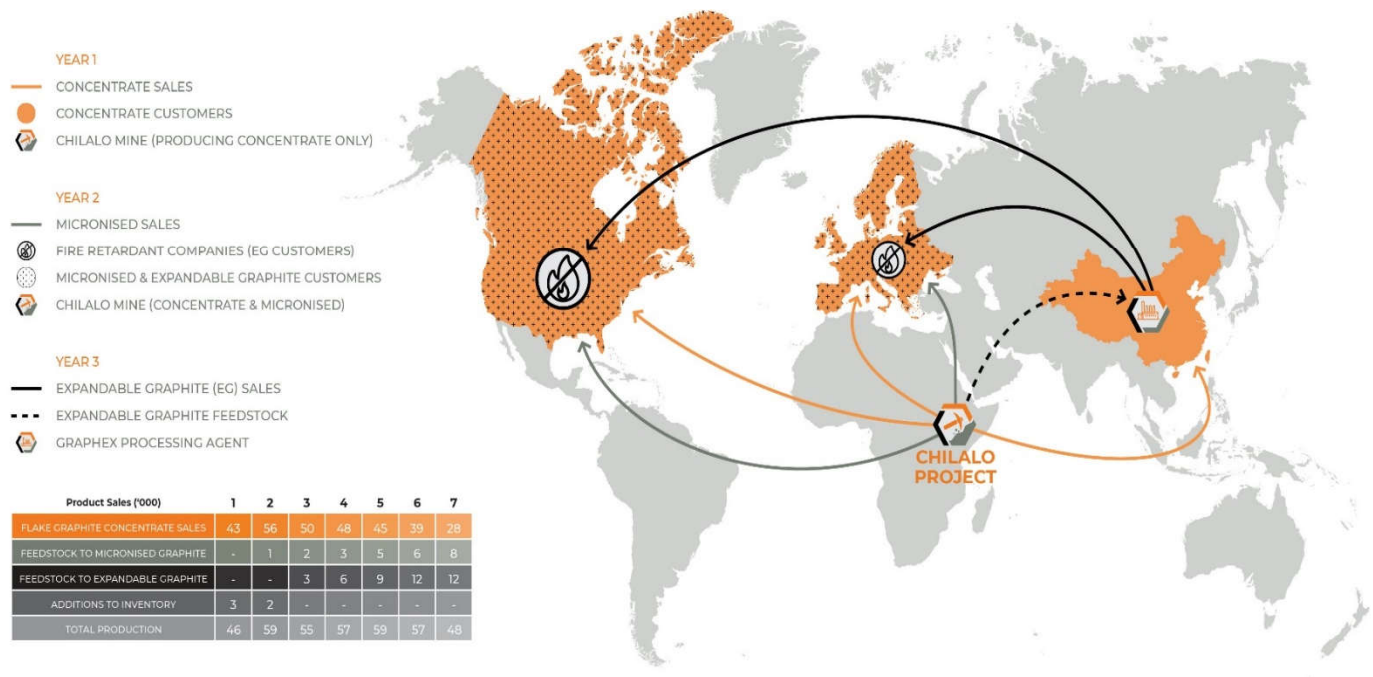 YEAR 1
CONCENTRATE SALES
CONCENTRATE CUSTOMERS
CHILALO MINE (PRODUCING CONCENTRATE ONLY)
YEAR 2
MICRONISED SALES
FIRE RETARDANT COMPANIES (EG CUSTOMERS)
MICRONISED & EXPANDABLE GRAPHITE CUSTOMERS
CHILALO MINE (CONCENTRATE & MICRONISED)
YEAR 3
EXPANDABLE GRAPHITE (EG) SALES
EXPANDABLE GRAPHITE FEEDSTOCK
GRAPHEX PROCESSING AGENT
CHILALO
PROJECT
Product Sales ('000) 1 2 3 4 5 6 7
FLAKE GRAPHITE CONCENTRATE SALES 43 56 50 48 45 39 28
FEEDSTOCK TO MICRONISED GRAPHITE - 1 2 3 5 6 8
FEEDSTOCK TO EXPANDABLE GRAPHITE - - 3 6 9 12 12
ADDITIONS TO INVENTORY 3 2 - - - - -
TOTAL PRODUCTION 46 59 55 57 59 57 48